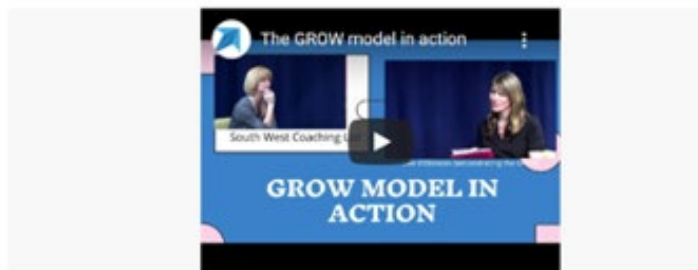 The GROW model in action
South West Coaching
GROW MODEL IN
ACTION